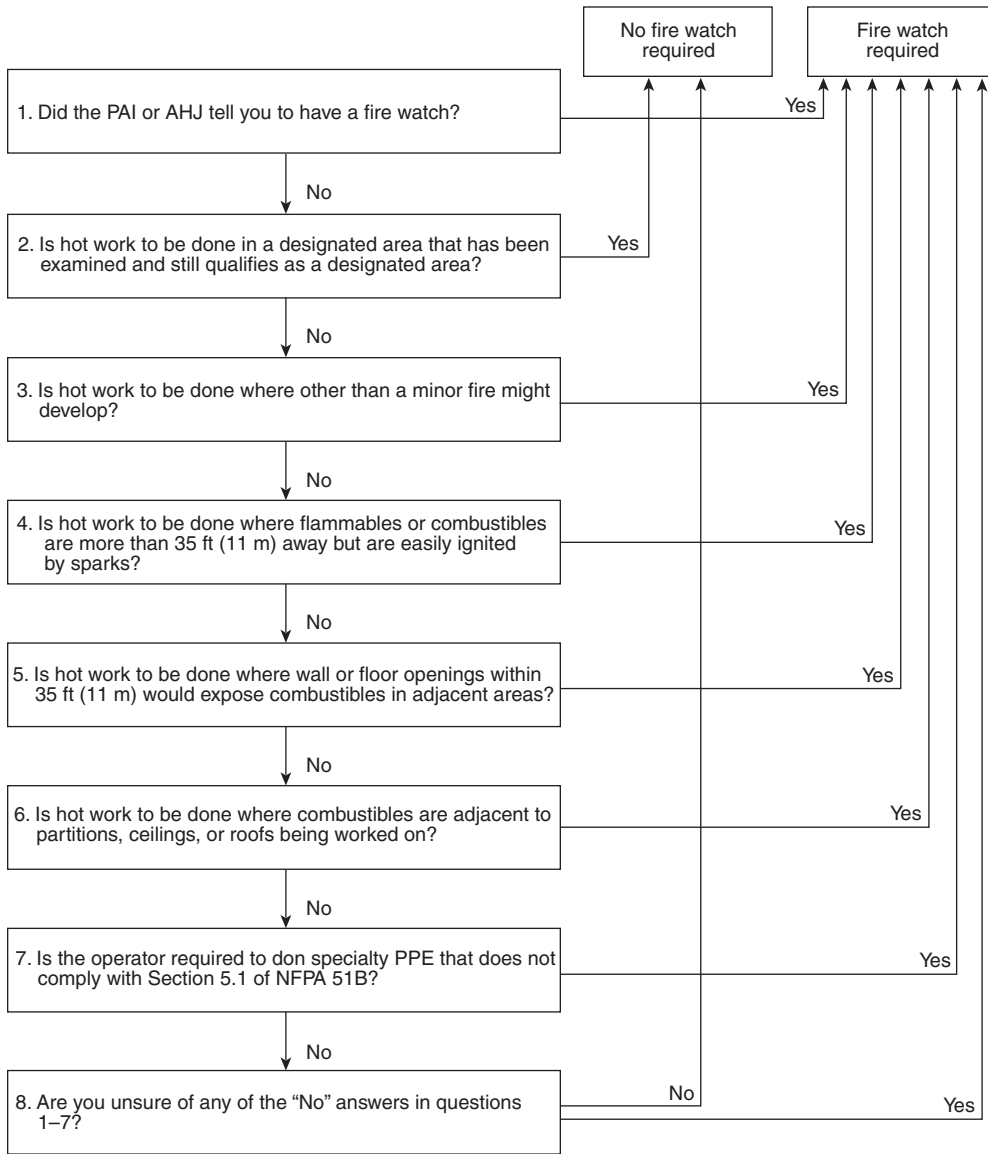 No fire watch
required
Fire watch
required
1. Did the PAI or AHJ tell you to have a fire watch?
Yes
No
2. Is hot work to be done in a designated area that has been
examined and still qualifies as a designated area?
Yes
No
3. Is hot work to be done where other than a minor fire might
develop?
Yes
No
4. Is hot work to be done where flammables or combustibles
are more than 35 ft (11 m) away but are easily ignited
by sparks?
Yes
No
5. Is hot work to be done where wall or floor openings within
35 ft (11 m) would expose combustibles in adjacent areas?
Yes
No
6. Is hot work to be done where combustibles are adjacent to
partitions, ceilings, or roofs being worked on?
Yes
No
7. Is the operator required to don specialty PPE that does not
comply with Section 5.1 of NFPA 51B?
Yes
No
8. Are you unsure of any of the “No” answers in questions
1–7?
No
Yes